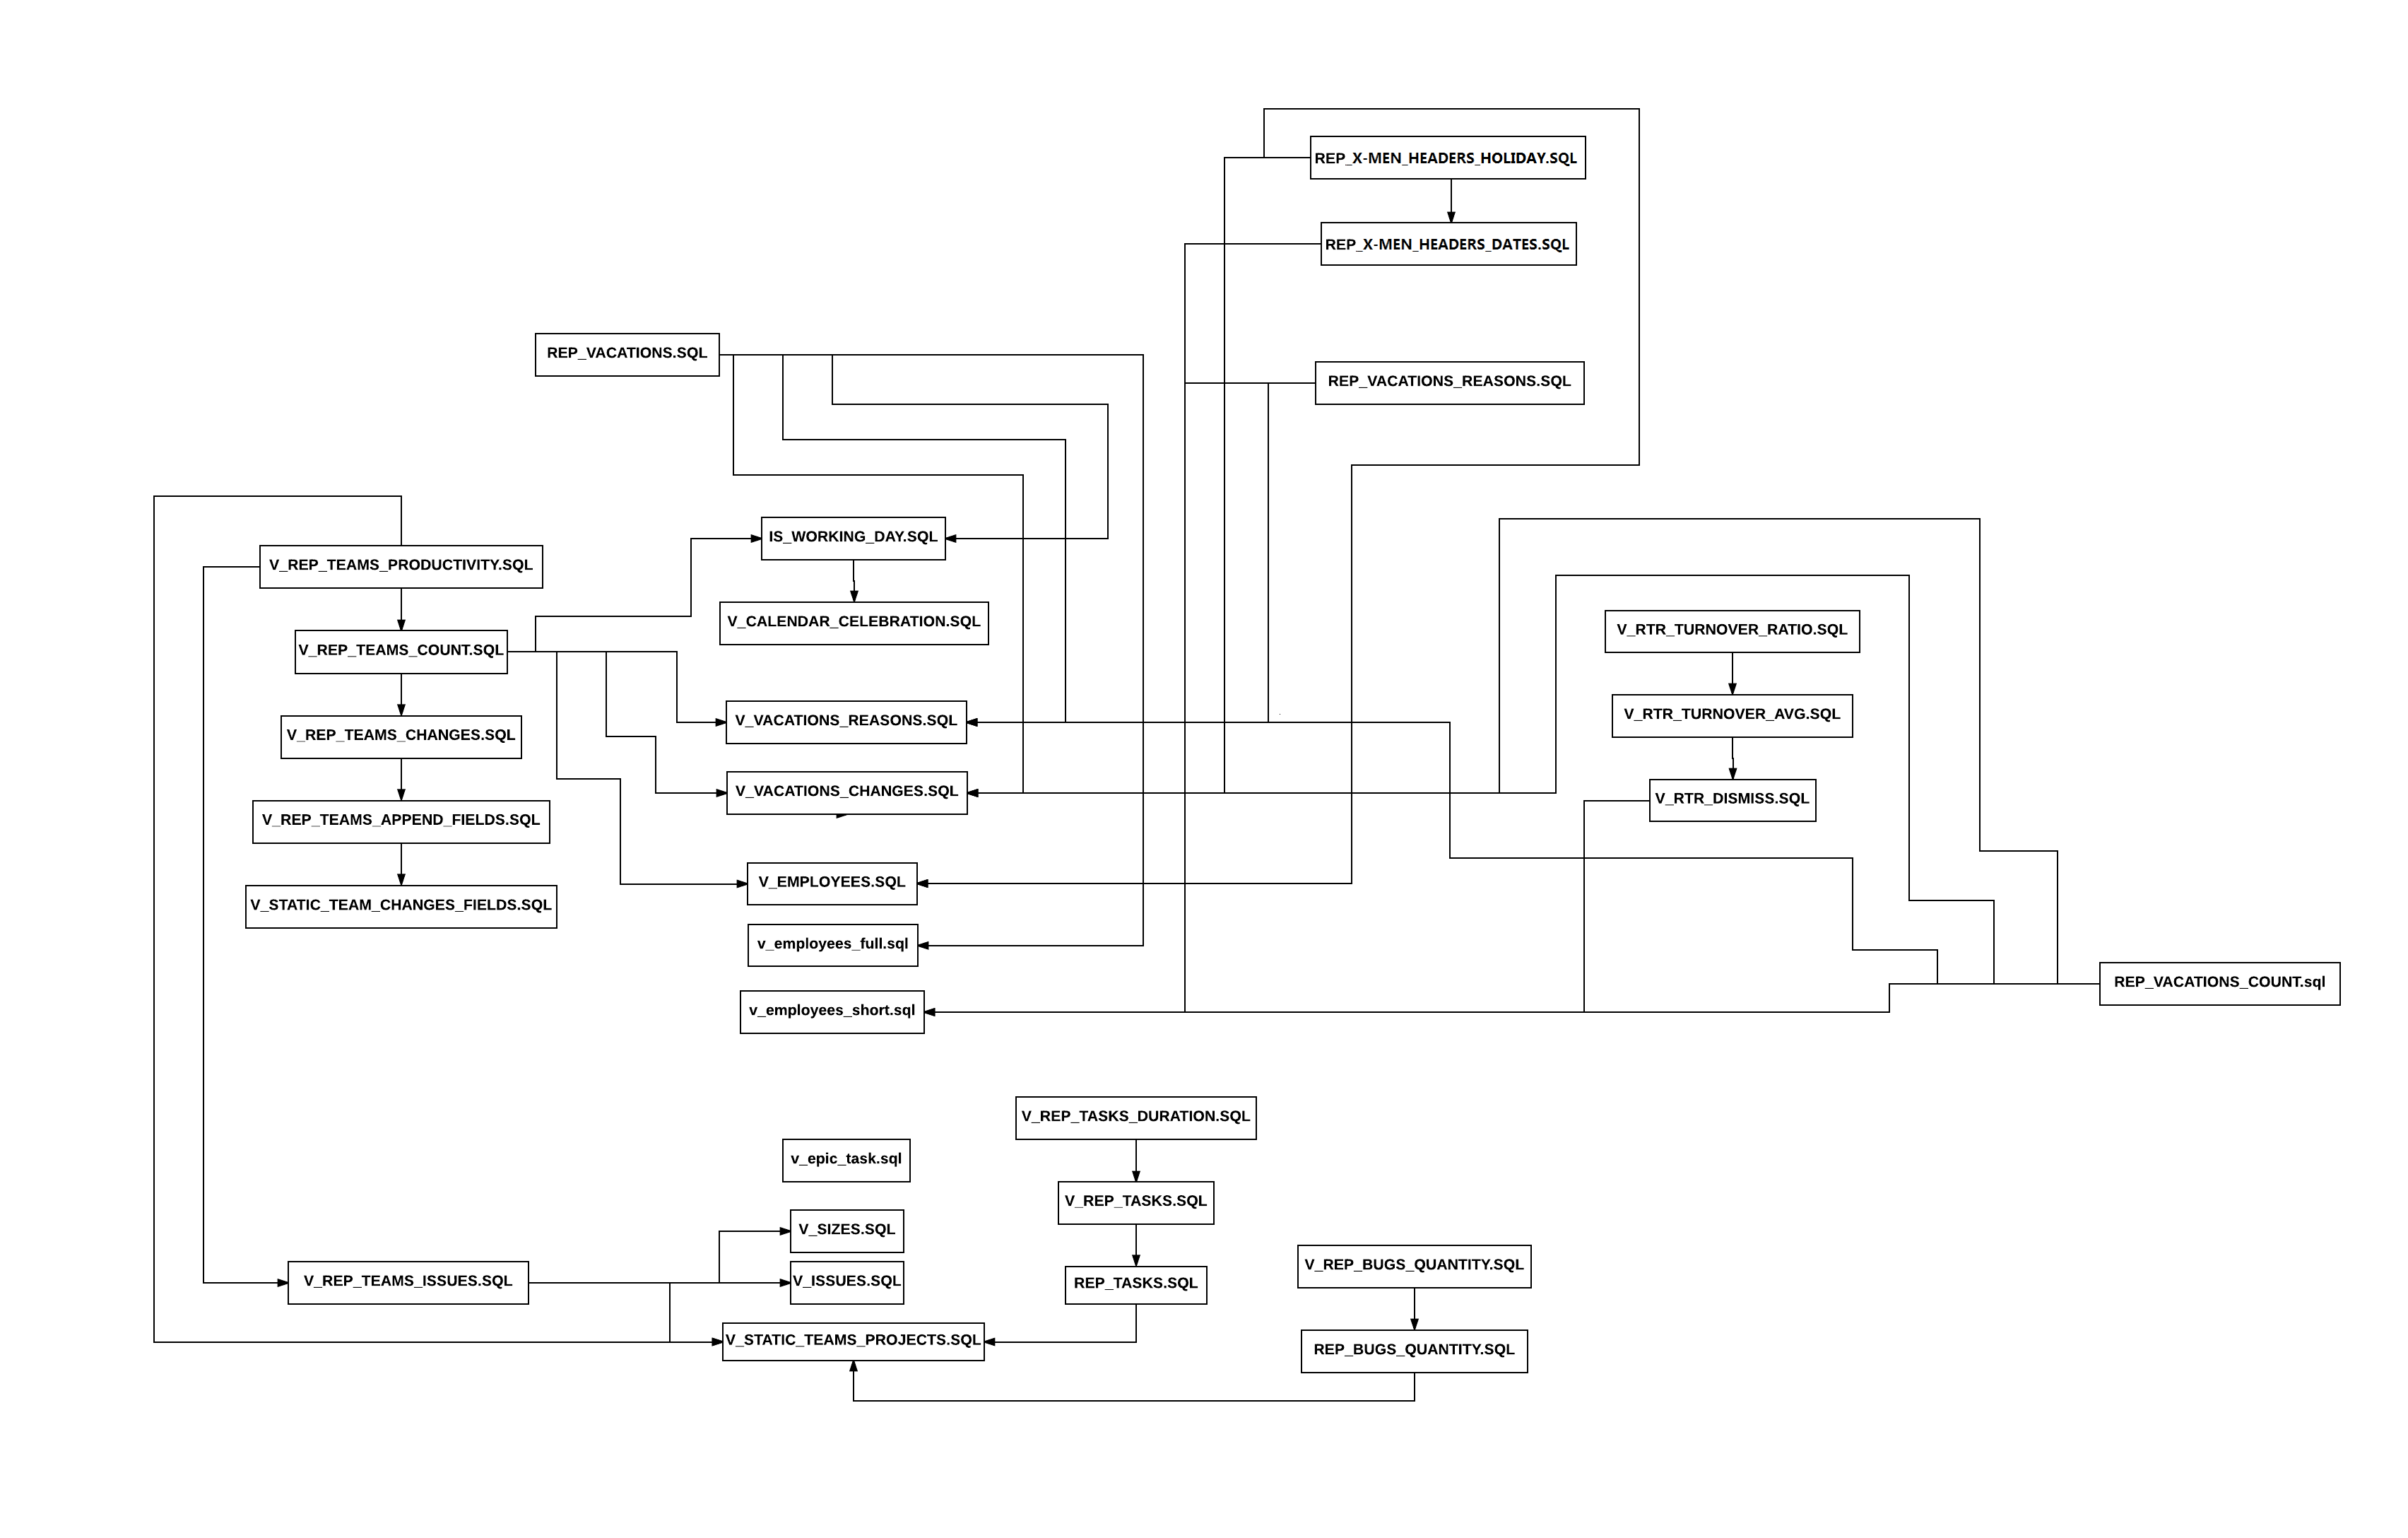 REP_X-MEN_HEADERS_HOLIDAY.SQL
REP_X-MEN_HEADERS_DATES.SQL
REP_VACATIONS.SQL
REP_VACATIONS_REASONS.SQL
IS_WORKING_DAY.SQL
V_REP_TEAMS_PRODUCTIVITY.SQL
V_CALENDAR_CELEBRATION.SQL
V_RTR_TURNOVER_RATIO.SQL
V_REP_TEAMS_COUNT.SQL
V_VACATIONS_REASONS.SQL
V_RTR_TURNOVER_AVG.SQL
V_REP_TEAMS_CHANGES.SQL
V_VACATIONS_CHANGES.SQL
V_RTR_DISMISS.SQL
V_REP_TEAMS_APPEND_FIELDS.SQL
V_EMPLOYEES.SQL
V_STATIC_TEAM_CHANGES_FIELDS.SQL
v_employees_full.sql
REP_VACATIONS_COUNT.sql
v_employees_short.sql
V_REP_TASKS_DURATION.SQL
v_epic_task.sql
V_REP_TASKS.SQL
V_SIZES.SQL
V_REP_BUGS_QUANTITY.SQL
V_REP_TEAMS_ISSUES.SQL
V_ISSUES.SQL
REP_TASKS.SQL
V_STATIC_TEAMS_PROJECTS.SQL
REP_BUGS_QUANTITY.SQL